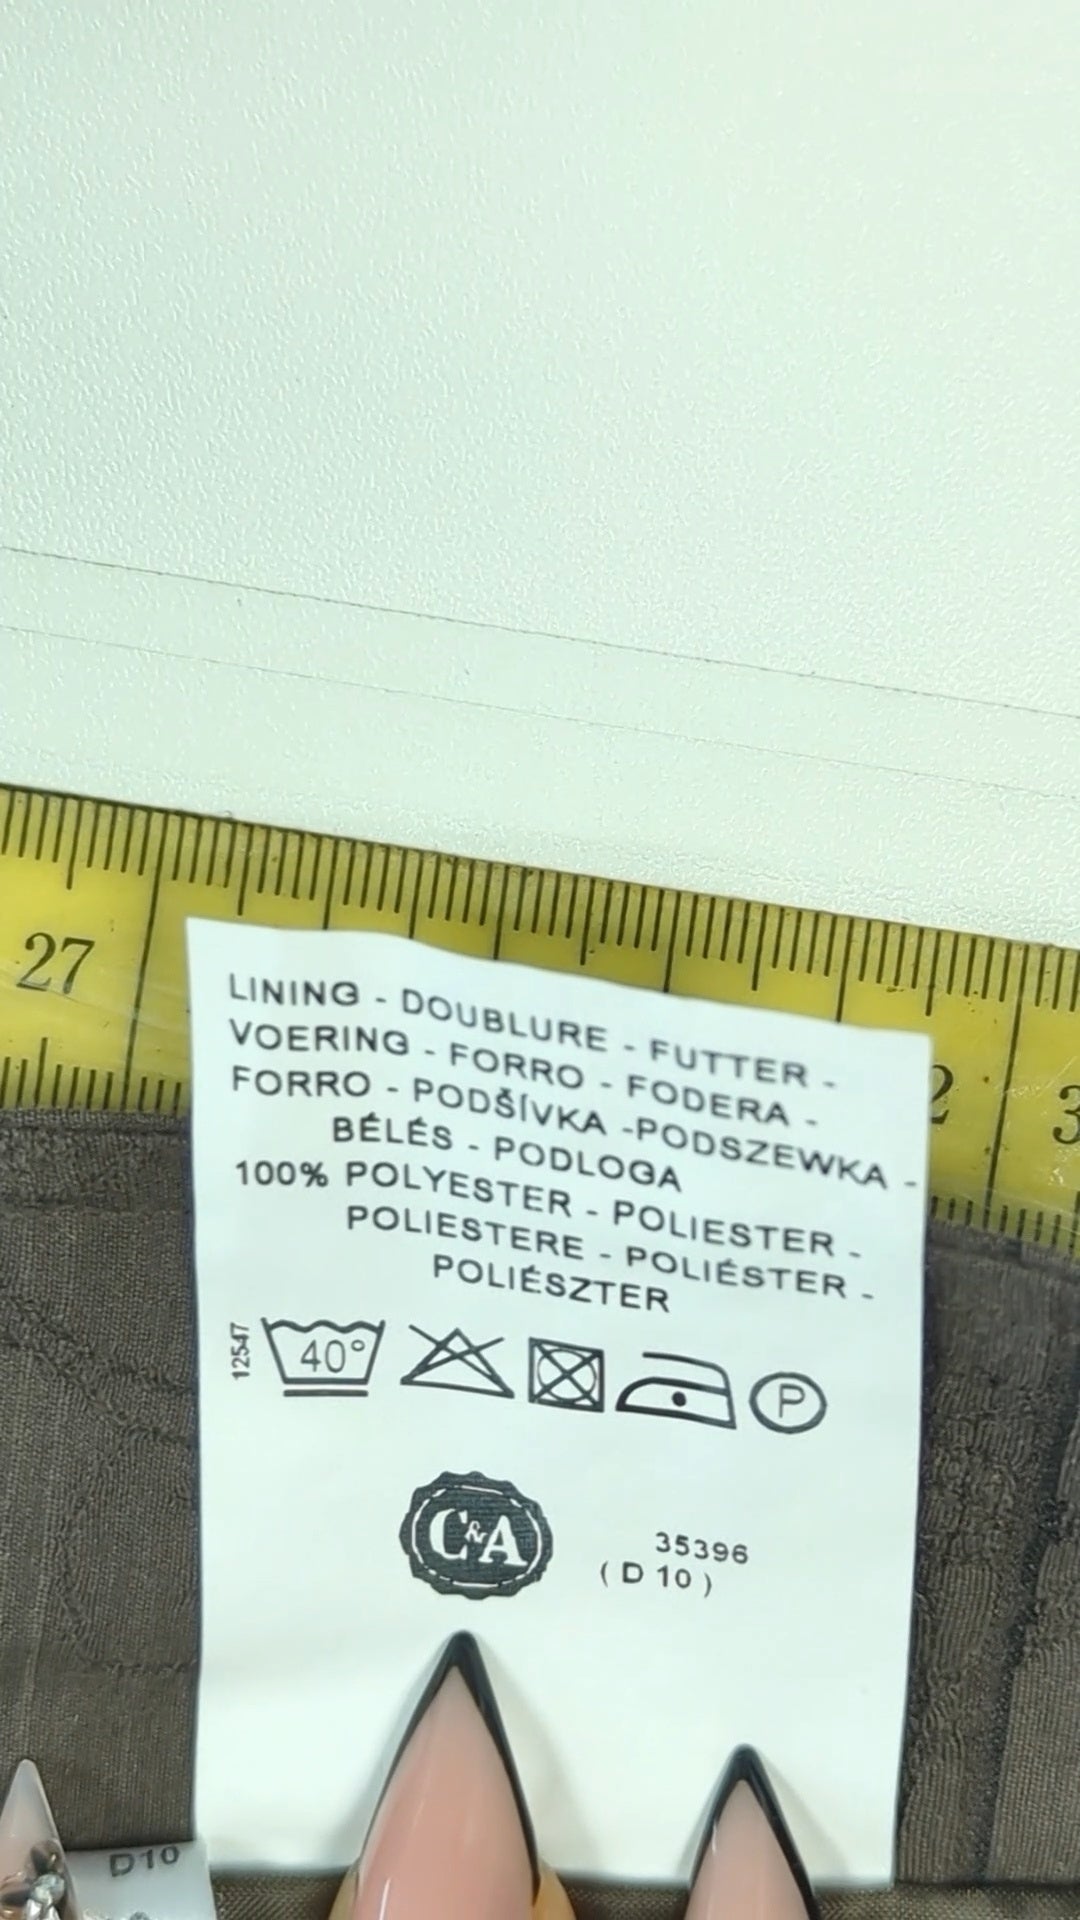 27
LINING - DOUBLURE - FUTTER -
VOERING - FORRO - FODERA -
FORRO - PODŠÍVKA -PODSZEWKA -
BÉLÉS - PODLOGA
100% POLYESTER - POLIESTER -
POLIESTERE - POLIÉSTER -
POLIÉSZTER
12547
40°
P
C&A
35396
( D 10 )
D10